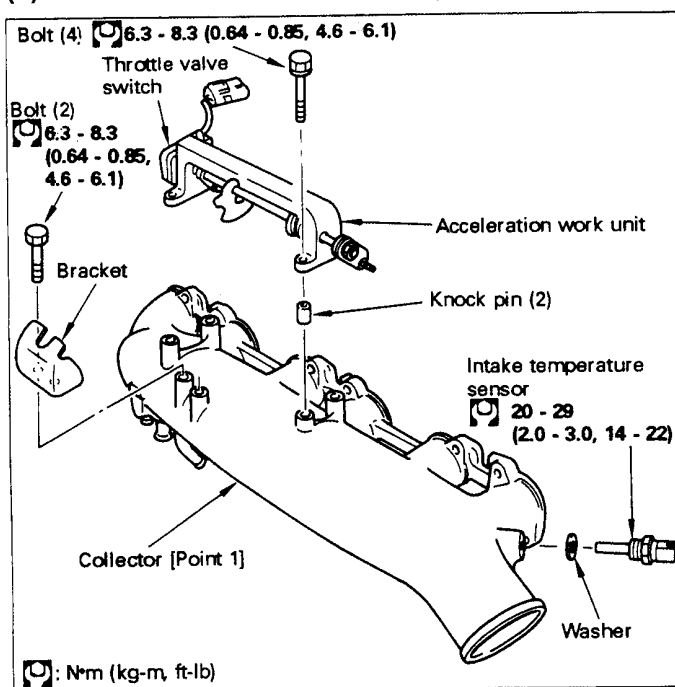 Bolt (4) 6.3 - 8.3 (0.64 - 0.85, 4.6 - 6.1)
Throttle valve
switch
Bolt (2)
6.3 - 8.3
(0.64 - 0.85,
4.6 - 6.1)
Acceleration work unit
Bracket
Knock pin (2)
Intake temperature
sensor
20 - 29
(2.0 - 3.0, 14 - 22)
Collector [Point 1]
Washer
: N•m (kg-m, ft-lb)